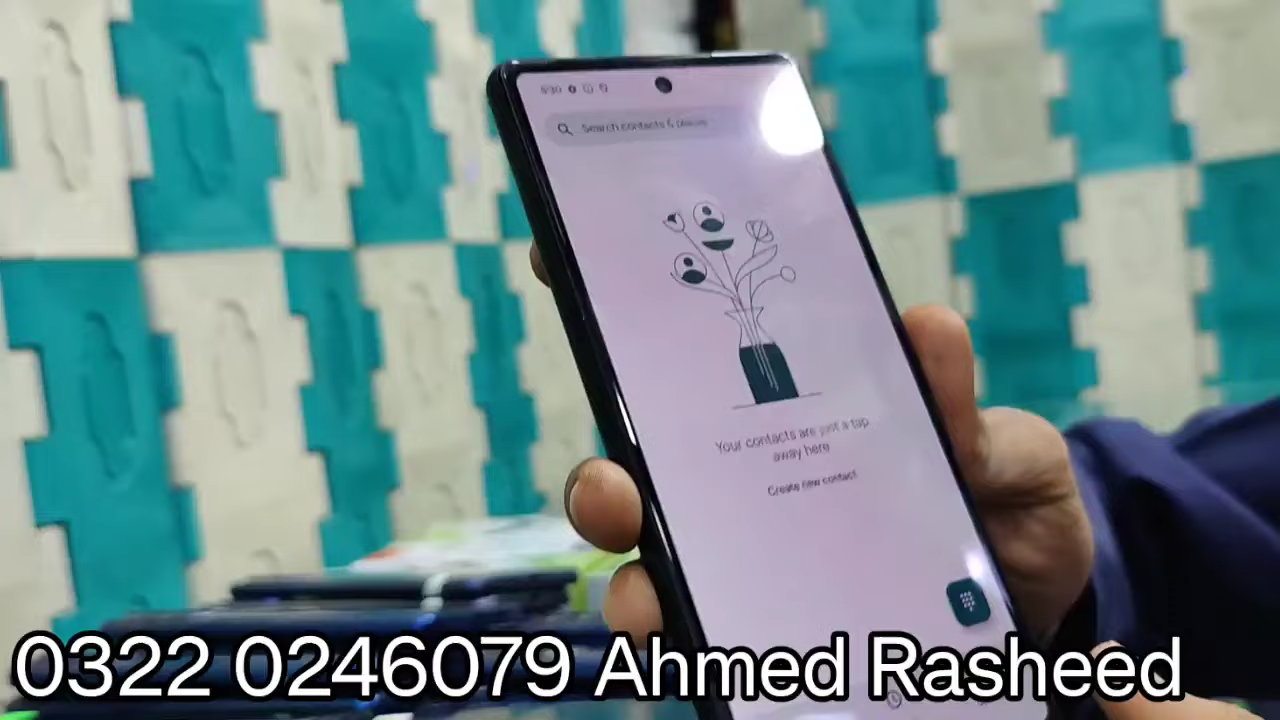 Search contacts & places
Your contacts are just a tap
away here
Create new contact
0322 0246079 Ahmed Rasheed